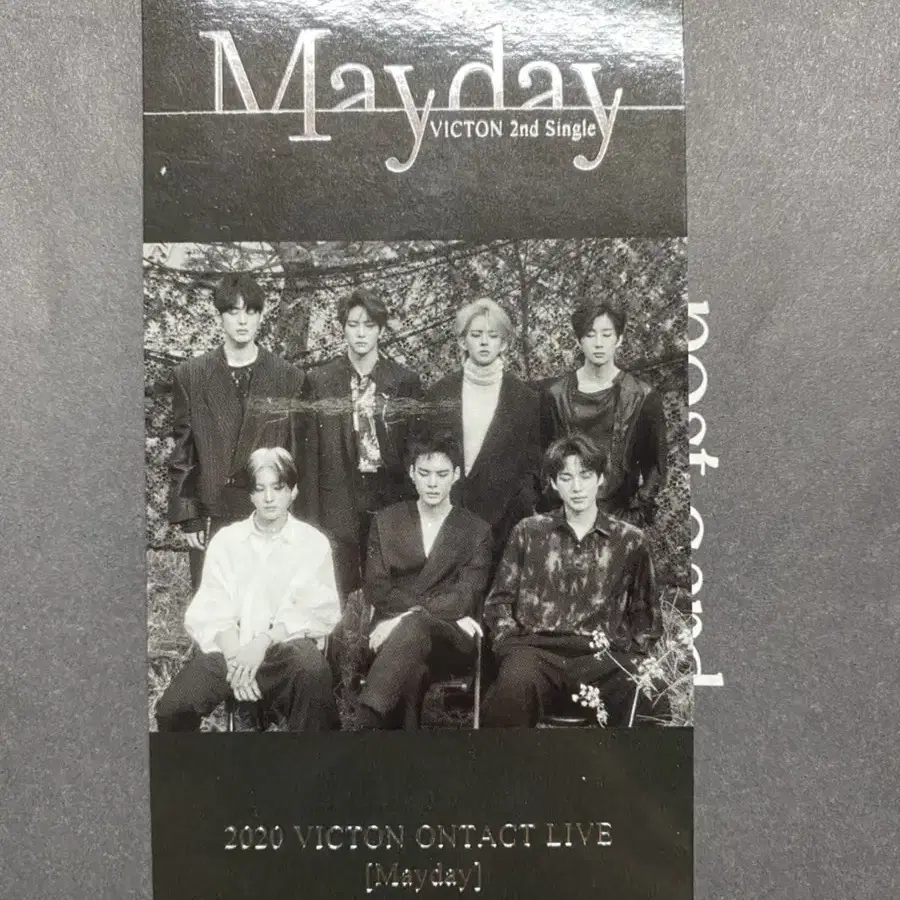 Mayday
VICTON 2nd Single
post card
2020 VICTON ONTACT LIVE
[Mayday]